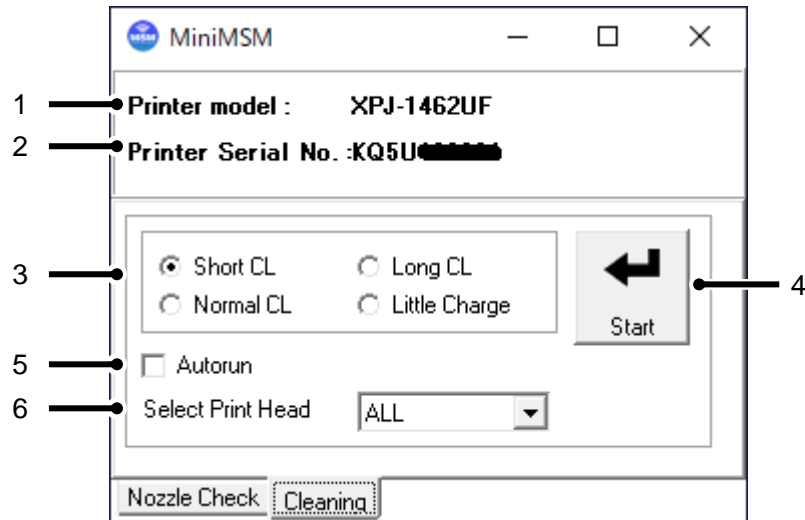 MiniMSM
1 Printer model : XPJ-1462UF
2 Printer Serial No. :KQ5U
3 Short CL Long CL
Normal CL Little Charge
Start
4
5 Autorun
6 Select Print Head ALL
Nozzle Check Cleaning